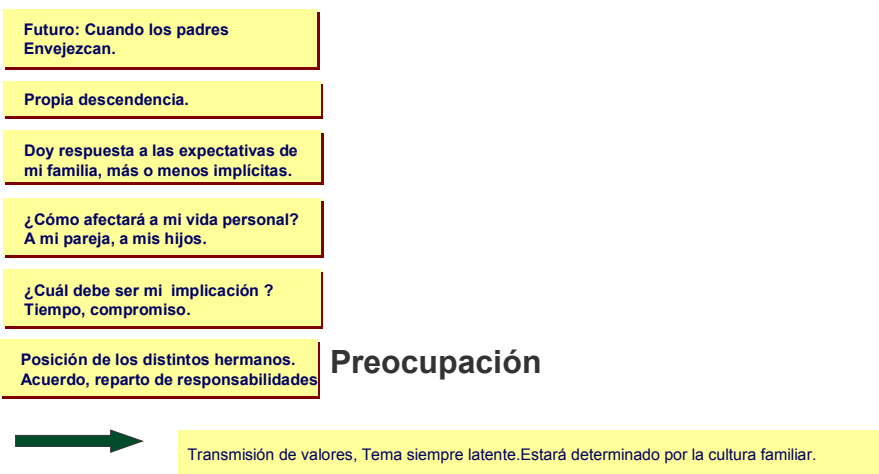 Futuro: Cuando los padres
Envejezcan.
Propia descendencia.
Doy respuesta a las expectativas de
mi familia, más o menos implícitas.
¿Cómo afectará a mi vida personal?
A mi pareja, a mis hijos.
¿Cuál debe ser mi  implicación ?
Tiempo, compromiso.
Posición de los distintos hermanos.
Acuerdo, reparto de responsabilidades
Preocupación
Transmisión de valores, Tema siempre latente.Estará determinado por la cultura familiar.